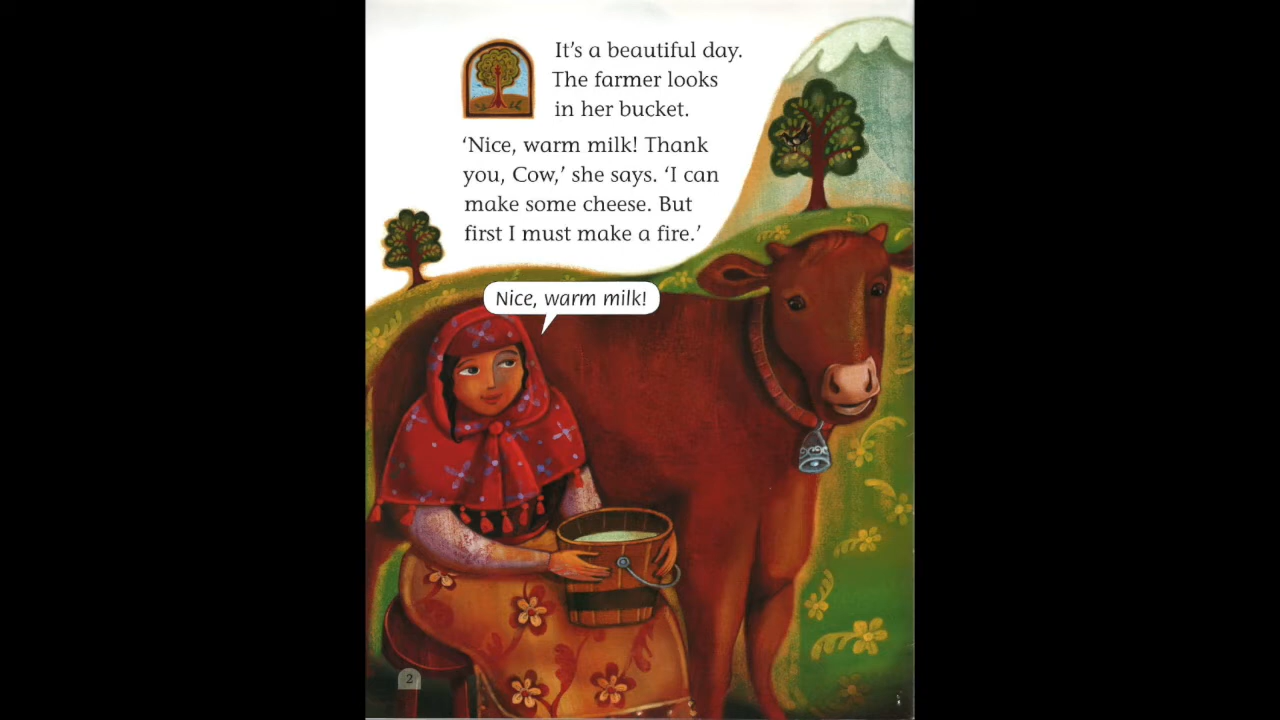 It's a beautiful day.
The farmer looks
in her bucket.
‘Nice, warm milk! Thank
you, Cow,’ she says. ‘I can
make some cheese. But
first I must make a fire.’
Nice, warm milk!
2